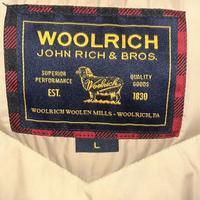 WOOLRICH
JOHN RICH & BROS.
SUPERIOR PERFORMANCE
QUALITY GOODS
Woolrich
EST.
1830
WOOLRICH WOOLEN MILLS - WOOLRICH, PA
L